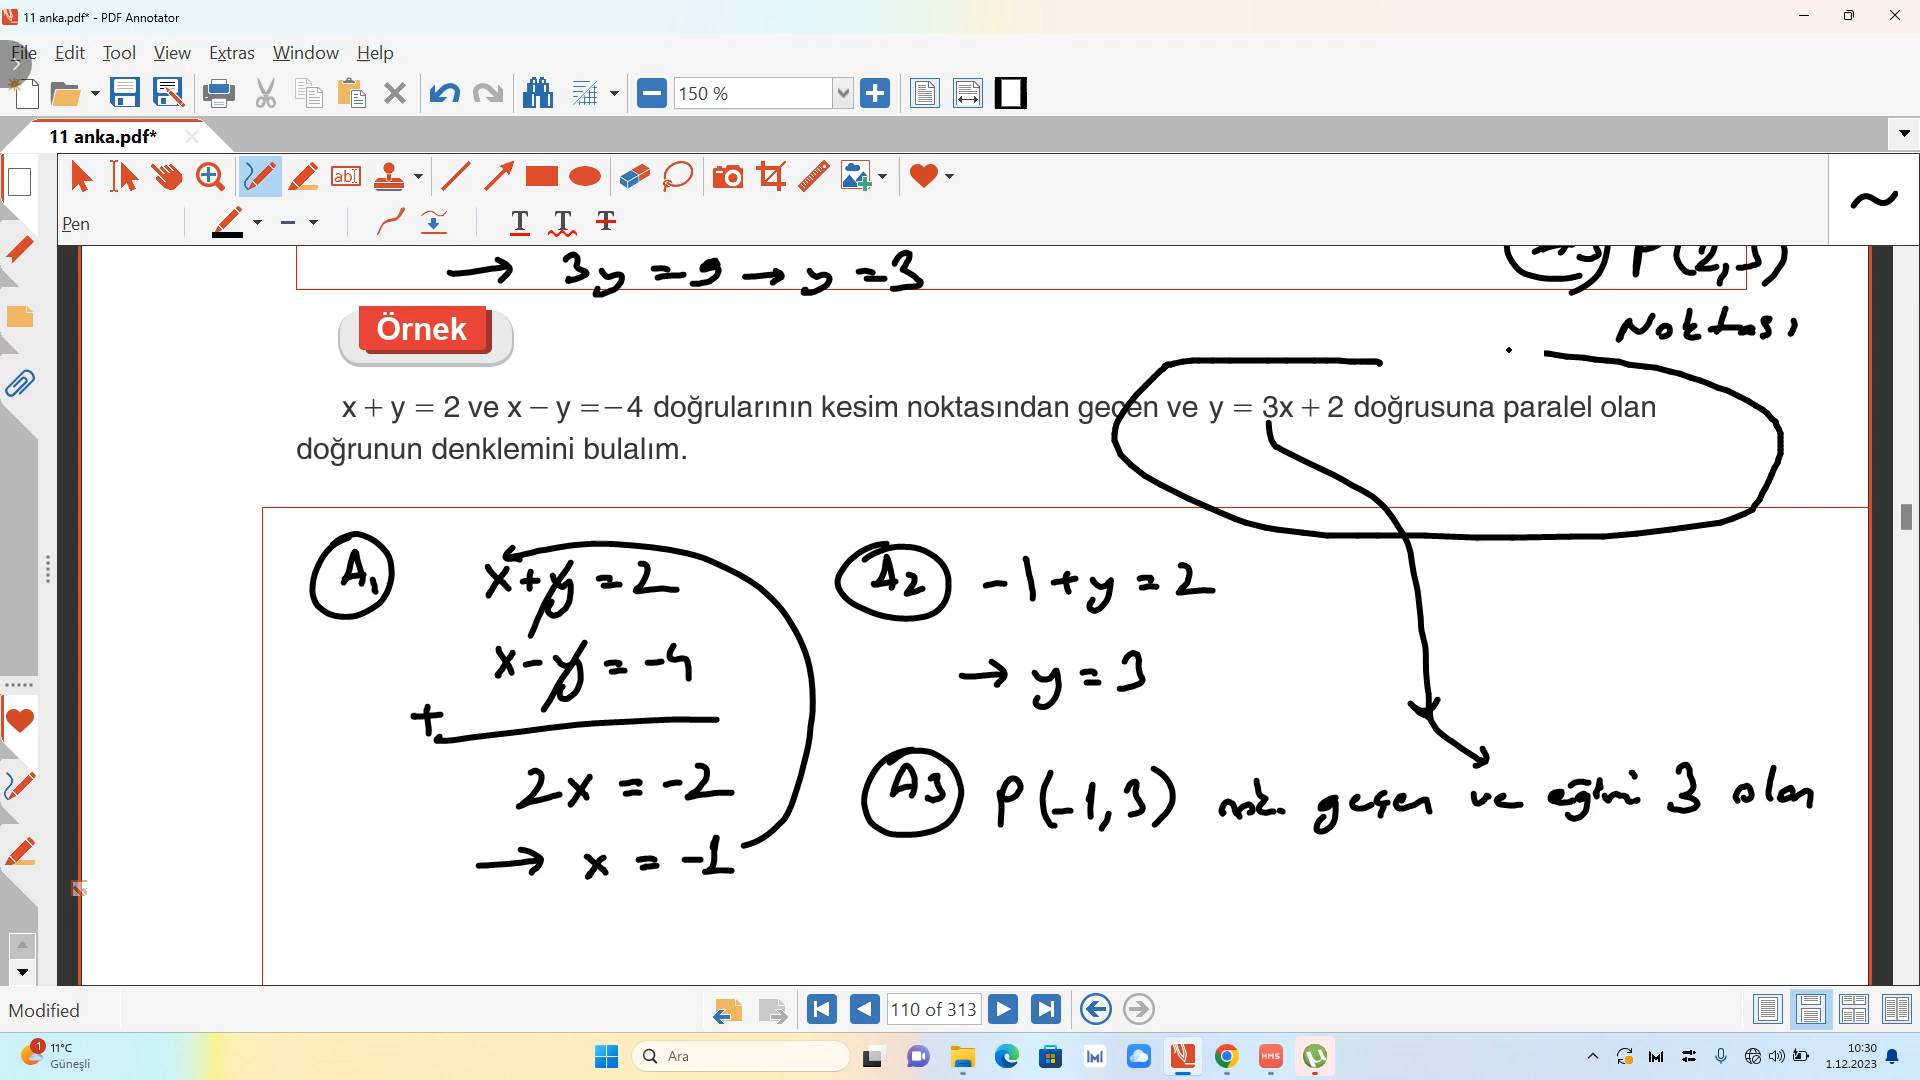 11 anka.pdf* - PDF Annotator
File Edit Tool View Extras Window Help
150 %
11 anka.pdf*
ab
Pen
T T T
→ 3y = 9 → y = 3
P(2,3)
Noktası
Örnek
x + y = 2 ve x – y =– 4 doğrularının kesim noktasından geçen ve y = 3x + 2 doğrusuna paralel olan
doğrunun denklemini bulalım.
A1 x+y = 2
x-y = -4
+
2x = -2
→ x = -1
A2 -1+y = 2
→ y = 3
A3 P(-1,3) nok. geçen ve eğimi 3 olan
Modified
110 of 313
1
11°C
Güneşli
Ara
HMS
10:30
1.12.2023